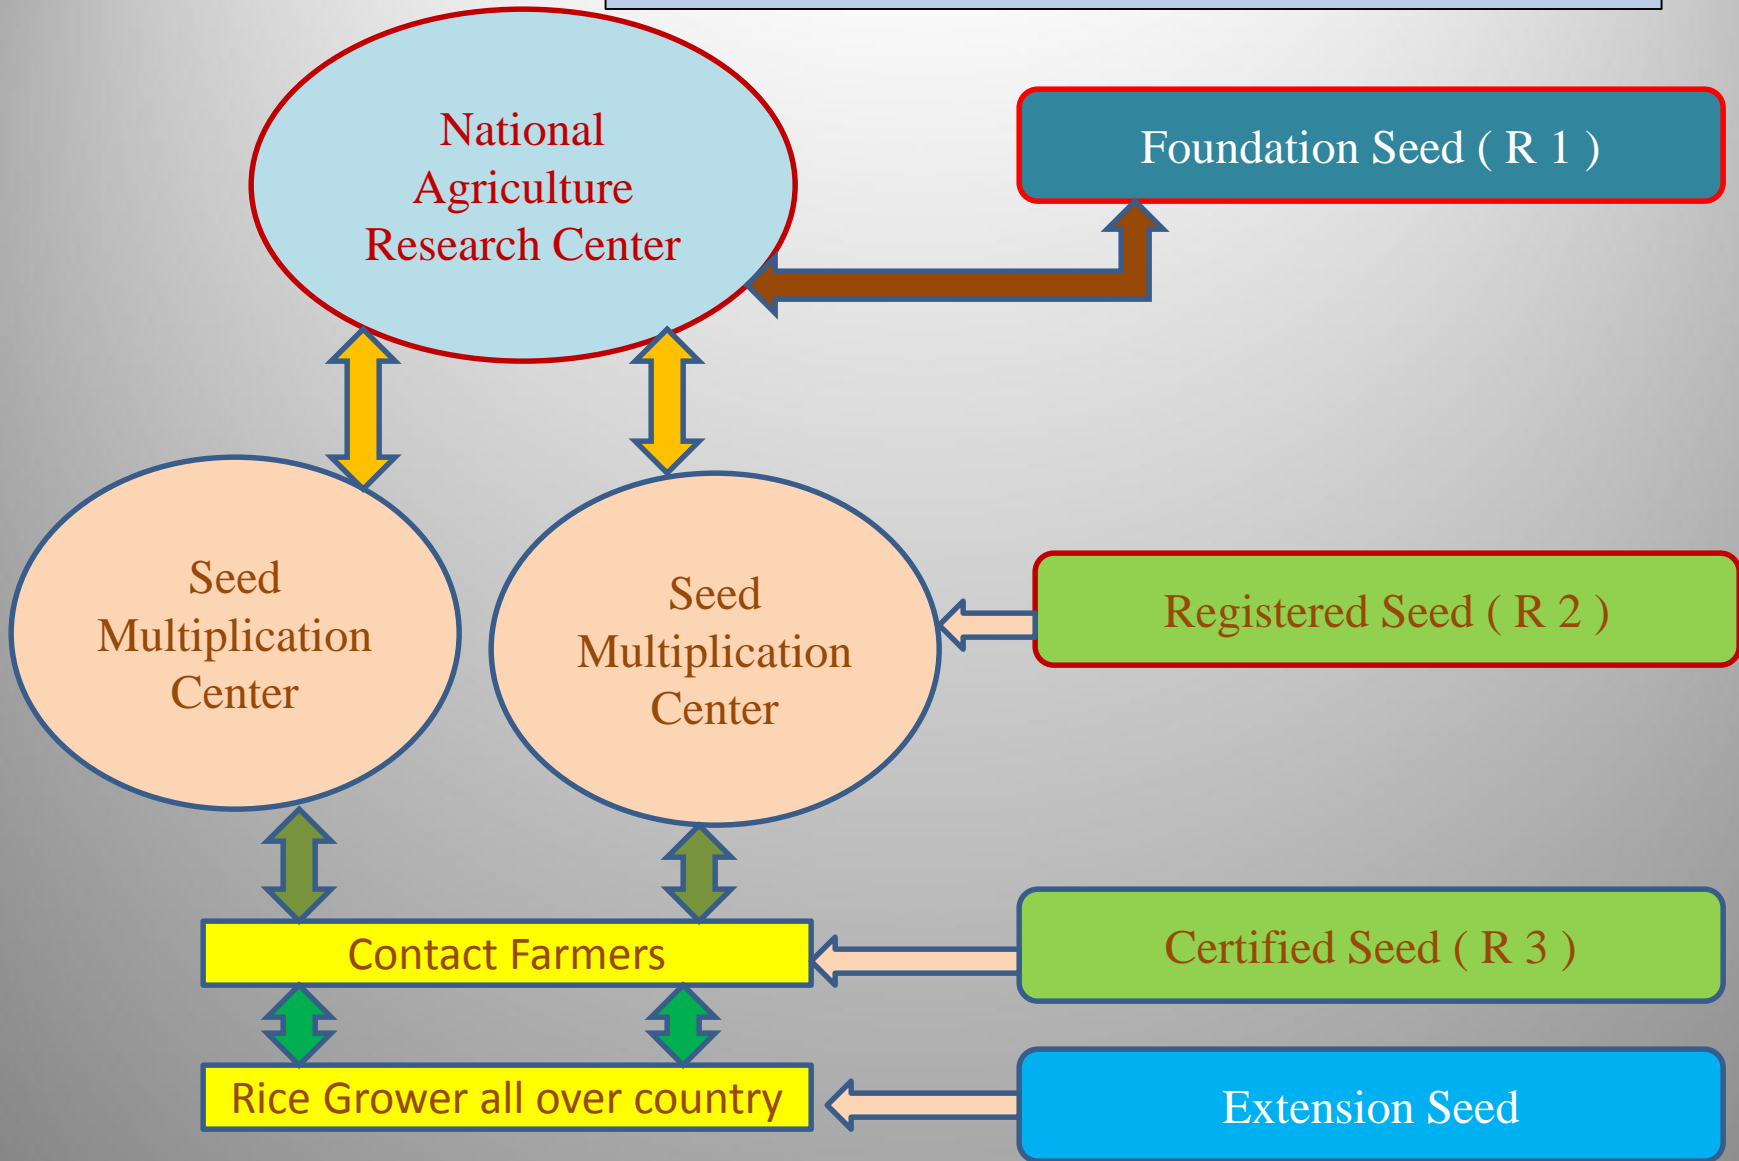 National
Agriculture
Research Center
Foundation Seed ( R 1 )
Seed
Multiplication
Center
Seed
Multiplication
Center
Registered Seed ( R 2 )
Contact Farmers
Certified Seed ( R 3 )
Rice Grower all over country
Extension Seed